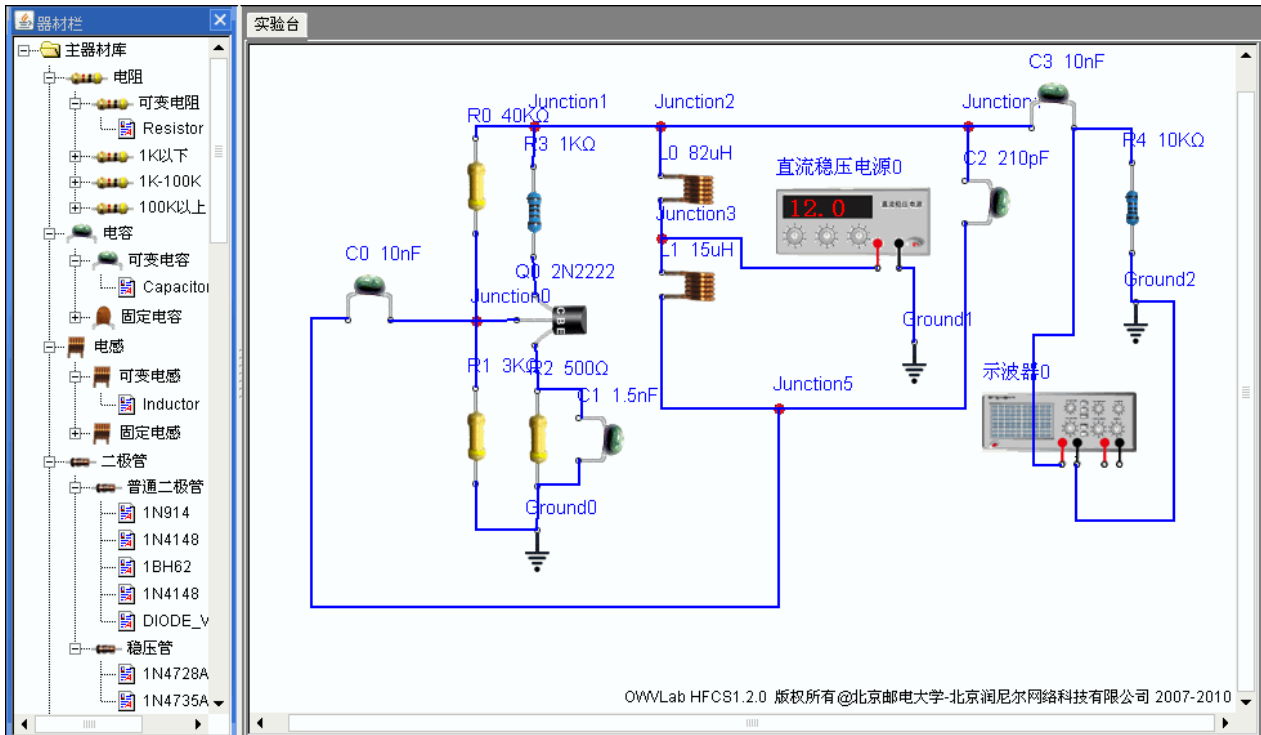 器材栏
主器材库
电阻
可变电阻
Resistor
1K以下
1K-100K
100K以上
电容
可变电容
Capacitor
固定电容
电感
可变电感
Inductor
固定电感
二极管
普通二极管
1N914
1N4148
1BH62
1N4148
DIODE_V
稳压管
1N4728A
1N4735A
实验台
C3 10nF
Junction1
Junction2
Junction
R0 40KΩ
R3 1KΩ
R4 10KΩ
L0 82uH
C2 210pF
直流稳压电源0
12.0
直流稳压电源
Junction3
C0 10nF
L1 15uH
Q0 2N2222
Junction0
C B E
Ground2
Ground1
R1 3KΩ
R2 500Ω
示波器0
Junction5
C1 1.5nF
Ground0
OWVLab HFCS1.2.0 版权所有@北京邮电大学-北京润尼尔网络科技有限公司 2007-2010